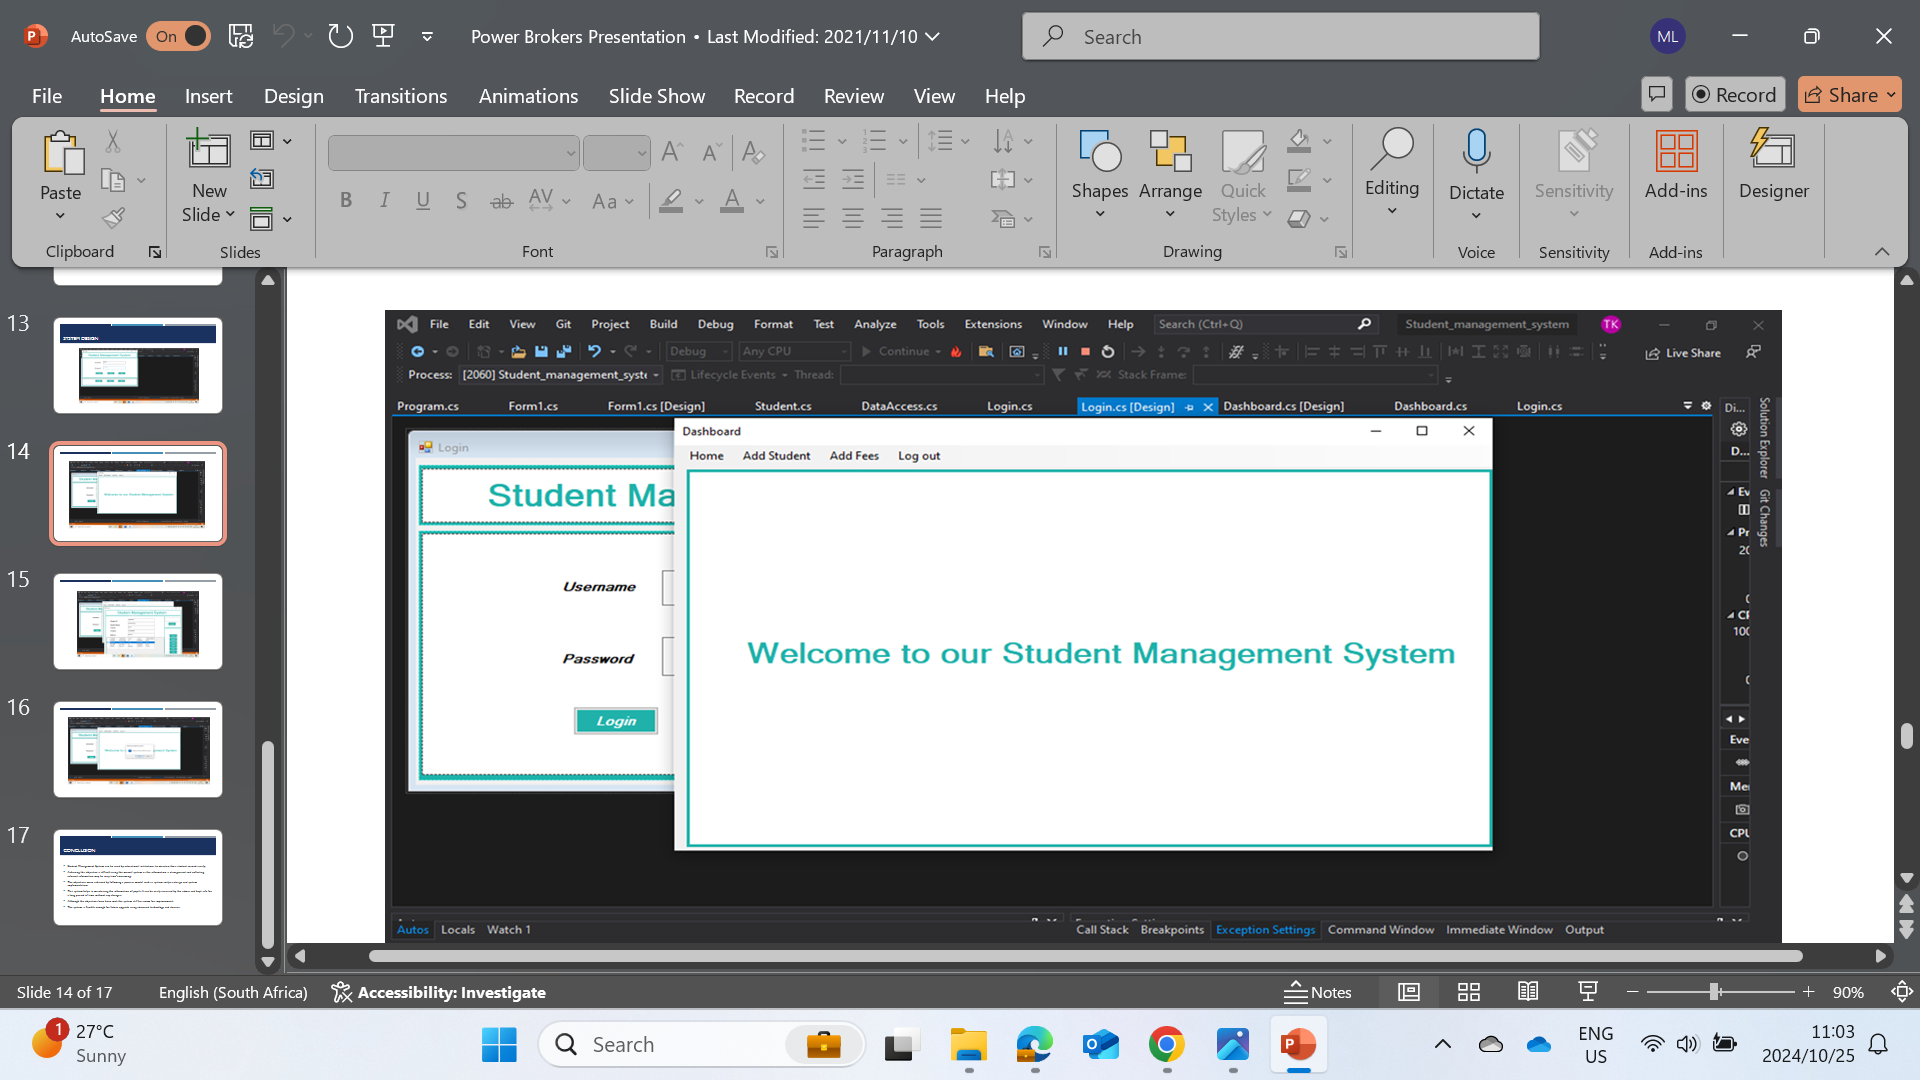 AutoSave On Power Brokers Presentation • Last Modified: 2021/11/10 Search ML
File Home Insert Design Transitions Animations Slide Show Record Review View Help Record Share
Paste New Slide B I U S ab AV Aa A Shapes Arrange Quick Styles Editing Dictate Sensitivity Add-ins Designer
Clipboard Slides Font Paragraph Drawing Voice Sensitivity Add-ins
13
SYSTEM DESIGN
14
15
16
17
CONCLUSION
File Edit View Git Project Build Debug Format Test Analyze Tools Extensions Window Help Search (Ctrl+Q) Student_management_system TK
Debug Any CPU Continue Live Share
Process: [2060] Student_management_syste Lifecycle Events Thread: Stack Frame:
Program.cs Form1.cs Form1.cs [Design] Student.cs DataAccess.cs Login.cs Login.cs [Design] Dashboard.cs [Design] Dashboard.cs Login.cs
Login
Student Ma
Username
Password
Login
Dashboard
Home Add Student Add Fees Log out
Welcome to our Student Management System
Di...
D...
Solution Explorer
Git Changes
Eve
CPU
Autos Locals Watch 1 Call Stack Breakpoints Exception Settings Command Window Immediate Window Output
Slide 14 of 17 English (South Africa) Accessibility: Investigate Notes 90%
1 27°C
Sunny
Search
ENG
US
11:03
2024/10/25